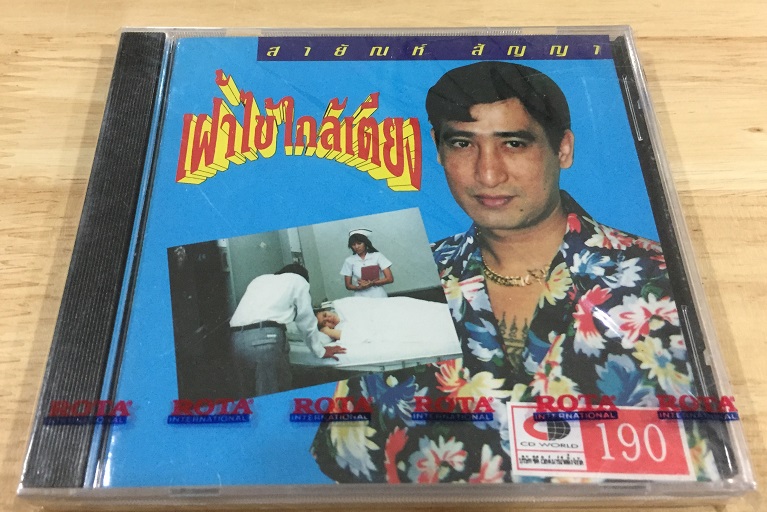 สายัณห์ สัญญา
เฝ้าไข้ใกล้เตียง
ROTA® ROTA® ROTA® ROTA® ROTA® ROTA®
INTERNATIONAL INTERNATIONAL INTERNATIONAL INTERNATIONAL INTERNATIONAL INTERNATIONAL
CD WORLD
190